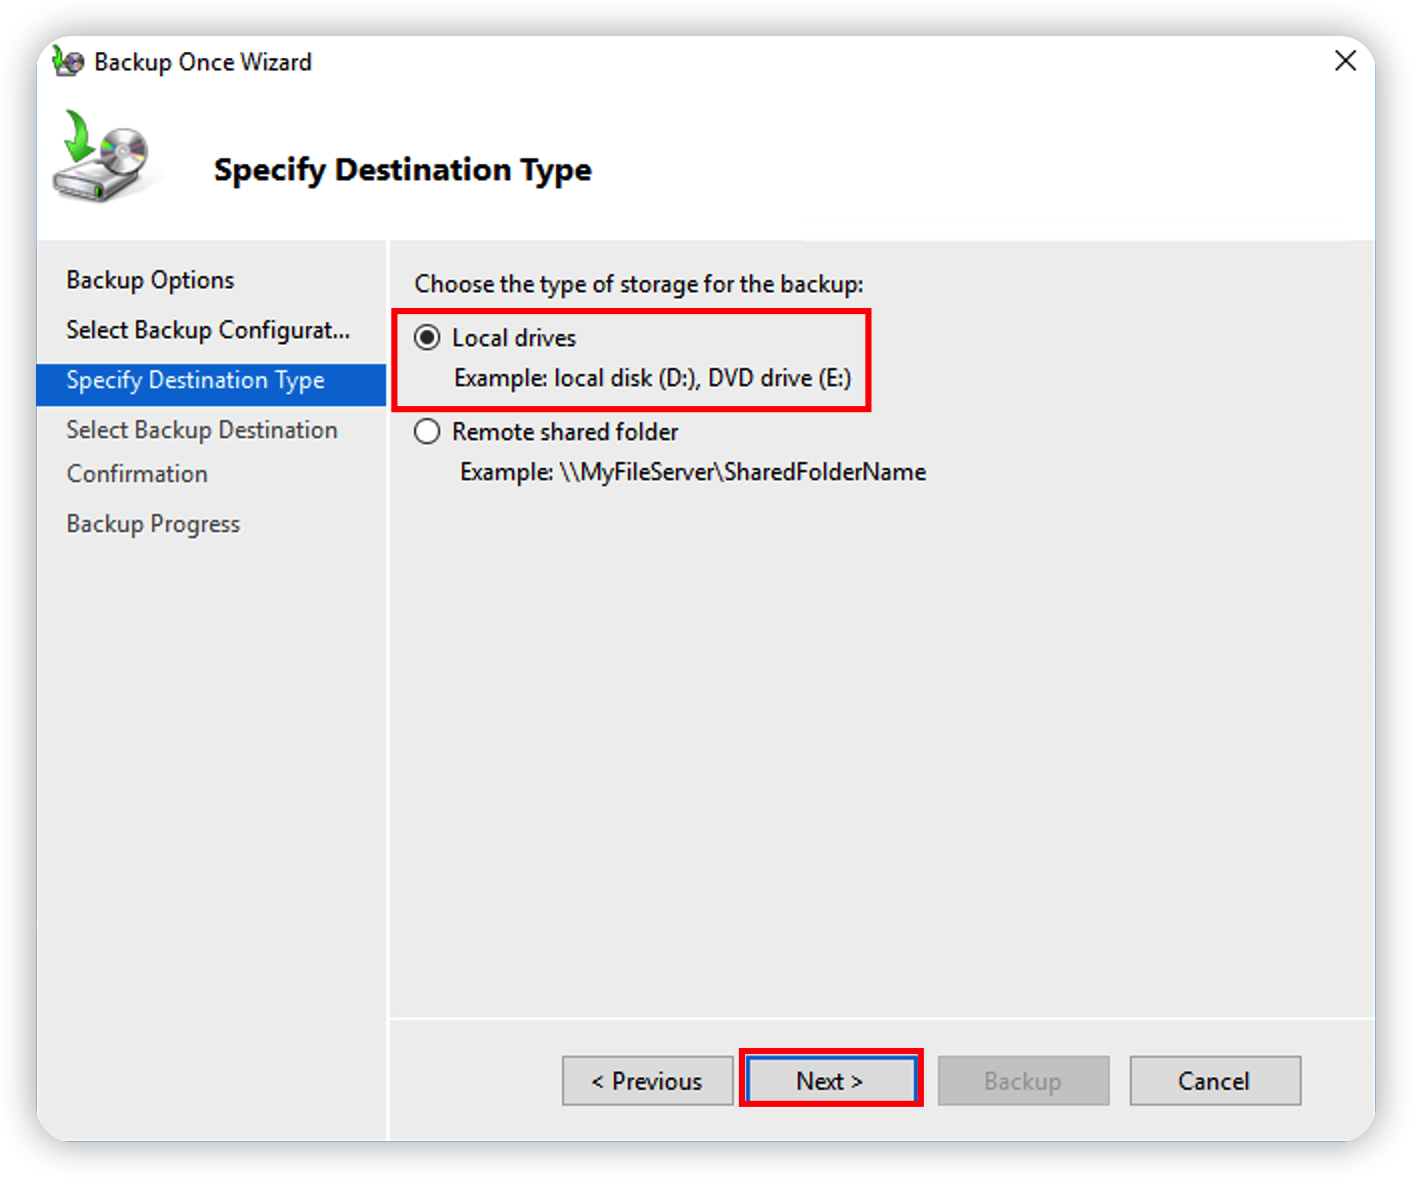 Backup Once Wizard
Specify Destination Type
Backup Options
Select Backup Configurat...
Specify Destination Type
Select Backup Destination
Confirmation
Backup Progress
Choose the type of storage for the backup:
Local drives
Example: local disk (D:), DVD drive (E:)
Remote shared folder
Example: \\MyFileServer\SharedFolderName
< Previous
Next >
Backup
Cancel